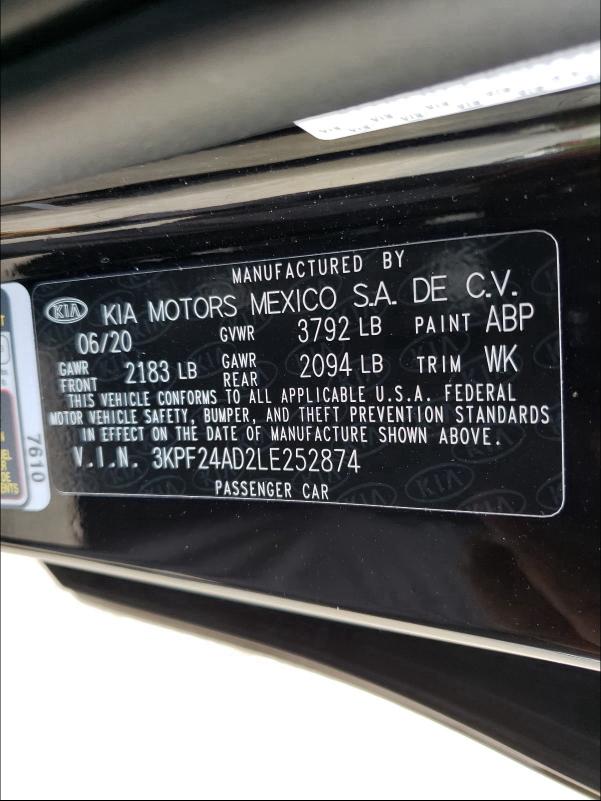 MANUFACTURED BY
KIA KIA MOTORS MEXICO S.A. DE C.V.
06/20 GVWR 3792 LB PAINT ABP
GAWR FRONT 2183 LB GAWR REAR 2094 LB TRIM WK
THIS VEHICLE CONFORMS TO ALL APPLICABLE U.S.A. FEDERAL
MOTOR VEHICLE SAFETY, BUMPER, AND THEFT PREVENTION STANDARDS
IN EFFECT ON THE DATE OF MANUFACTURE SHOWN ABOVE.
V.I.N. 3KPF24AD2LE252874
PASSENGER CAR
7610